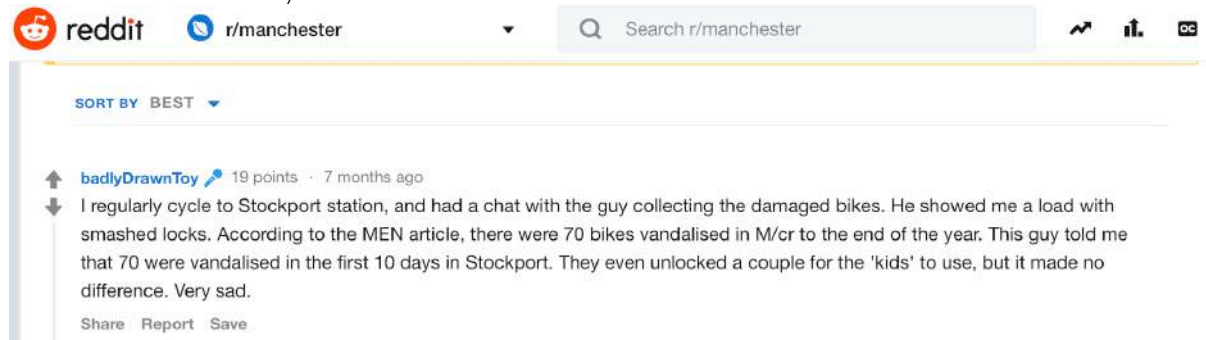 reddit r/manchester Search r/manchester OC
SORT BY BEST
badlyDrawnToy 19 points · 7 months ago
I regularly cycle to Stockport station, and had a chat with the guy collecting the damaged bikes. He showed me a load with
smashed locks. According to the MEN article, there were 70 bikes vandalised in M/cr to the end of the year. This guy told me
that 70 were vandalised in the first 10 days in Stockport. They even unlocked a couple for the 'kids' to use, but it made no
difference. Very sad.
Share Report Save